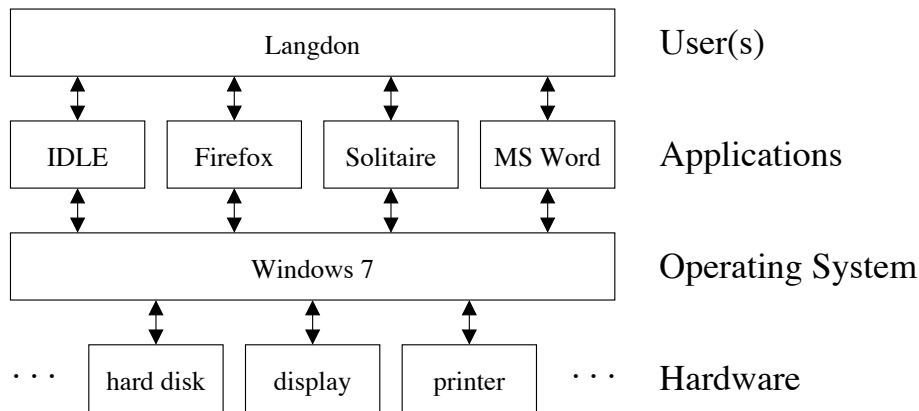 Langdon User(s)
IDLE Firefox Solitaire MS Word Applications
Windows 7 Operating System
. . . hard disk display printer . . . Hardware